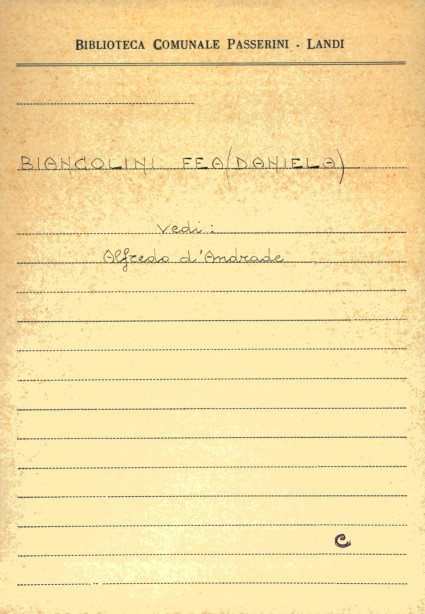 BIBLIOTECA COMUNALE PASSERINI - LANDI
BIANCOLINI FEA (DANIELA)
vedi:
Alfredo d'Andrade
C